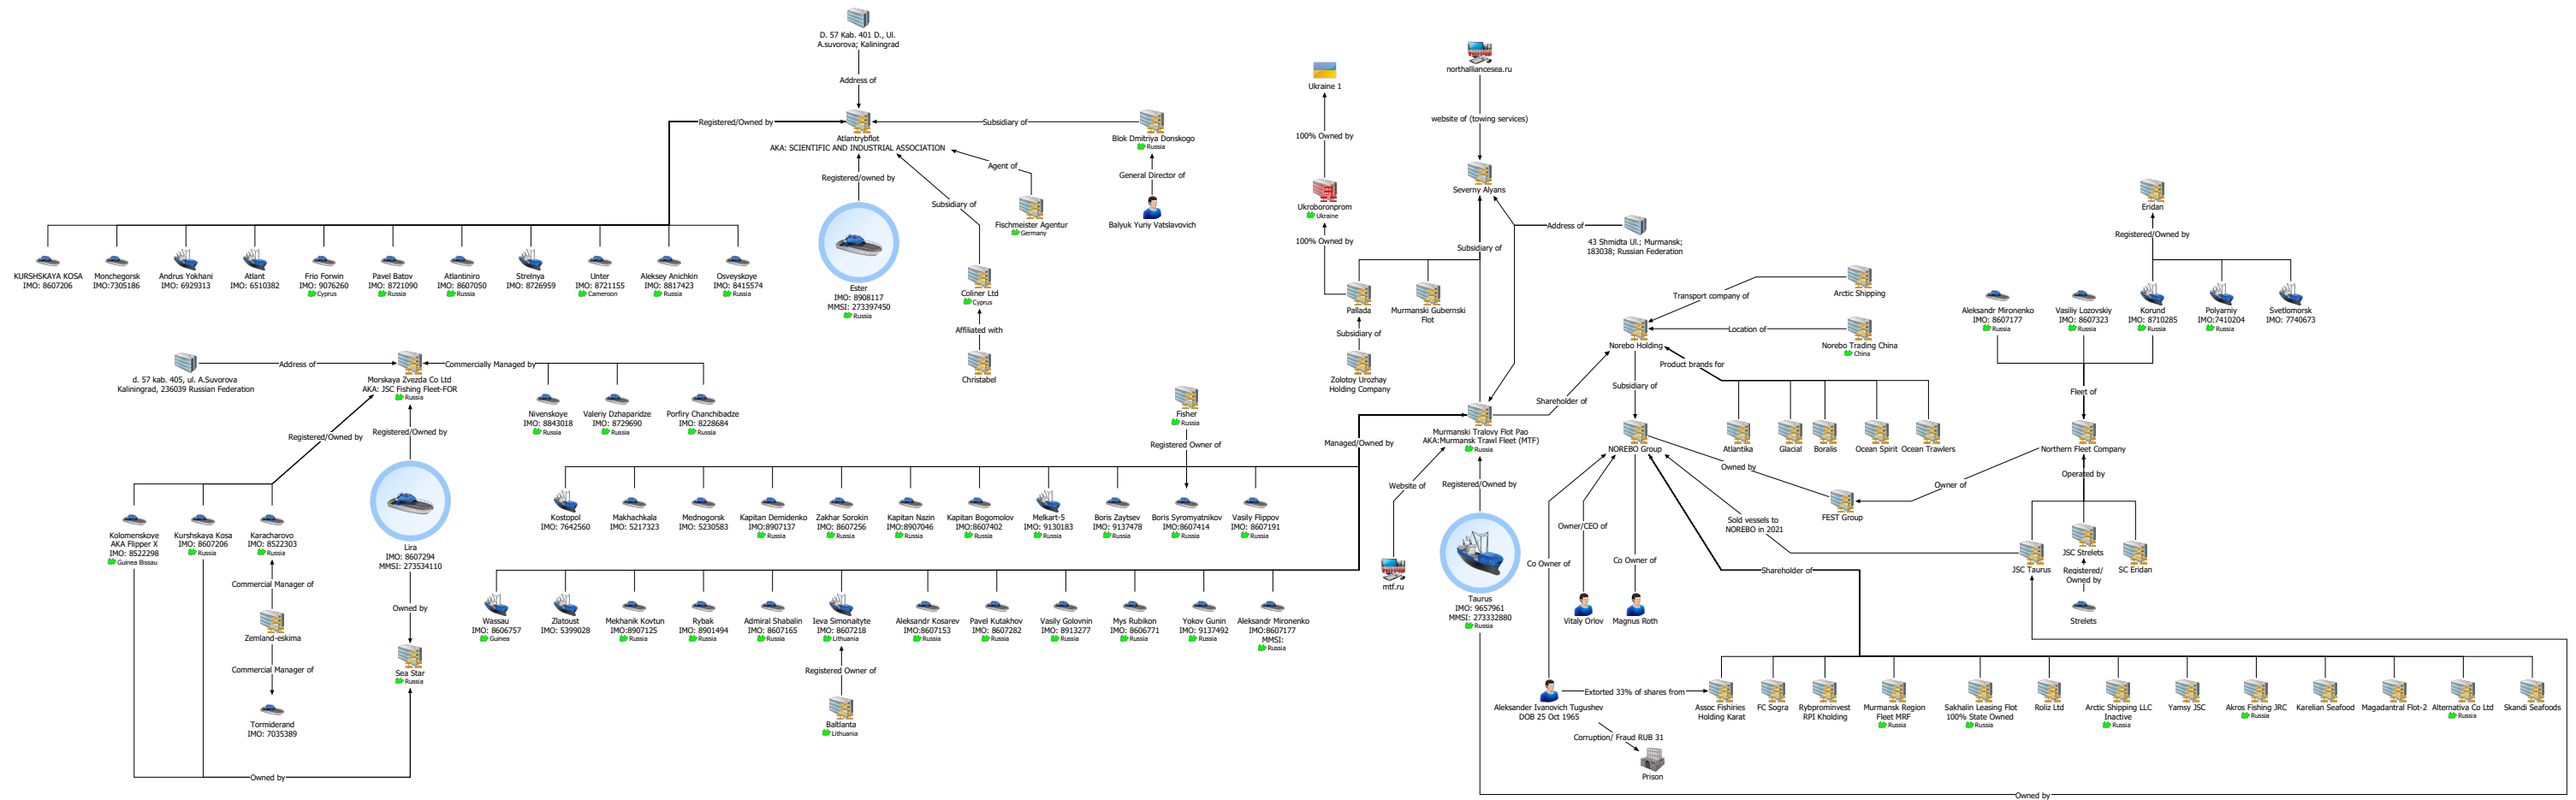 D. 57 Kab. 401 D., Ul.
A.suvorova; Kaliningrad
Address of
Registered/Owned by
Atlantrybflot
AKA: SCIENTIFIC AND INDUSTRIAL ASSOCIATION
Subsidiary of
Blok Dmitriya Donskogo
Russia
Agent of
General Director of
Registered/owned by
Subsidiary of
Fischmeister Agentur
Germany
Balyuk Yuriy Vatslavovich
KURSHSKAYA KOSA
IMO: 8607206
Monchegorsk
IMO:7305186
Andrus Yokhani
IMO: 6929313
Atlant
IMO: 6510382
Frio Forwin
IMO: 9076260
Cyprus
Pavel Batov
IMO: 8721090
Russia
Atlantiniro
IMO: 8607050
Russia
Strelnya
IMO: 8726959
Unter
IMO: 8721155
Cameroon
Aleksey Anichkin
IMO: 8817423
Russia
Osveyskoye
IMO: 8415574
Russia
Ester
IMO: 8908117
MMSI: 273397450
Russia
Coliner Ltd
Cyprus
Affiliated with
Christabel
d. 57 kab. 405, ul. A.Suvorova
Kaliningrad, 236039 Russian Federation
Address of
Morskaya Zvezda Co Ltd
AKA: JSC Fishing Fleet-FOR
Russia
Commercially Managed by
Nivenskoye
IMO: 8843018
Russia
Valeriy Dzhaparidze
IMO: 8729690
Russia
Porfiry Chanchibadze
IMO: 8228684
Russia
Registered/Owned by
Registered/Owned by
Kolomenskoye
AKA Flipper X
IMO: 8522298
Guinea Bissau
Kurshskaya Kosa
IMO: 8607206
Russia
Karacharovo
IMO: 8522303
Russia
Lira
IMO: 8607294
MMSI: 273534110
Commercial Manager of
Zemland-eskima
Commercial Manager of
Tormiderand
IMO: 7035389
Owned by
Sea Star
Russia
Owned by
Ukraine 1
100% Owned by
Ukroboronprom
Ukraine
100% Owned by
Pallada
Subsidiary of
Zolotoy Urozhay
Holding Company
Murmanski Gubernski
Flot
northalliancesea.ru
website of (towing services)
Severny Alyans
Subsidiary of
Address of
43 Shmidta Ul.; Murmansk;
183038; Russian Federation
Fisher
Russia
Registered Owner of
Managed/Owned by
Murmanski Tralovy Flot Pao
AKA:Murmansk Trawl Fleet (MTF)
Russia
Shareholder of
Website of
mtf.ru
Registered/Owned by
Taurus
IMO: 9657961
MMSI: 273332880
Russia
Kostopol
IMO: 7642560
Makhachkala
IMO: 5217323
Mednogorsk
IMO: 5230583
Kapitan Demidenko
IMO:8907137
Russia
Zakhar Sorokin
IMO: 8607256
Russia
Kapitan Nazin
IMO: 8907046
Russia
Kapitan Bogomolov
IMO: 8607402
Russia
Melkart-5
IMO: 9130183
Russia
Boris Zaytsev
IMO: 9137478
Russia
Boris Syromyatnikov
IMO: 8607414
Russia
Vasily Flippov
IMO: 8607191
Russia
Wassau
IMO: 8606757
Guinea
Zlatoust
IMO: 5399028
Mekhanik Kovtun
IMO:8907125
Russia
Rybak
IMO: 8901494
Russia
Admiral Shabalin
IMO: 8607165
Russia
Ieva Simonaityte
IMO: 8607218
Lithuania
Aleksandr Kosarev
IMO:8607153
Russia
Pavel Kutakhov
IMO: 8607282
Russia
Vasily Golovnin
IMO: 8913277
Russia
Mys Rubikon
IMO: 8606771
Russia
Yokov Gunin
IMO: 9137492
Russia
Aleksandr Mironenko
IMO:8607177
MMSI:
Russia
Registered Owner of
Baltlanta
Lithuania
Arctic Shipping
Transport company of
Location of
Norebo Trading China
China
Norebo Holding
Product brands for
Atlantika
Glacial
Boralis
Ocean Spirit
Ocean Trawlers
Subsidiary of
NOREBO Group
Owned by
FEST Group
Owner of
Co Owner of
Owner/CEO of
Co Owner of
Vitaly Orlov
Magnus Roth
Sold vessels to
NOREBO in 2021
Shareholder of
Eridan
Registered/Owned by
Aleksandr Mironenko
IMO: 8607177
Russia
Vasiliy Lozovskiy
IMO: 8607323
Russia
Korund
IMO: 8710285
Russia
Polyarniy
IMO:7410204
Russia
Svetlomorsk
IMO: 7740673
Fleet of
Northern Fleet Company
Operated by
JSC Taurus
JSC Strelets
SC Eridan
Registered/
Owned by
Strelets
Aleksander Ivanovich Tugushev
DOB 25 Oct 1965
Extorted 33% of shares from
Corruption/ Fraud RUB 31
Prison
Assoc Fishiries
Holding Karat
FC Sogra
Rybprominvest
RPI Kholding
Murmansk Region
Fleet MRF
Russia
Sakhalin Leasing Flot
100% State Owned
Russia
Roliz Ltd
Arctic Shipping LLC
Inactive
Russia
Yamsy JSC
Akros Fishing JRC
Russia
Karelian Seafood
Magadantral Flot-2
Alternativa Co Ltd
Russia
Skandi Seafoods
Owned by